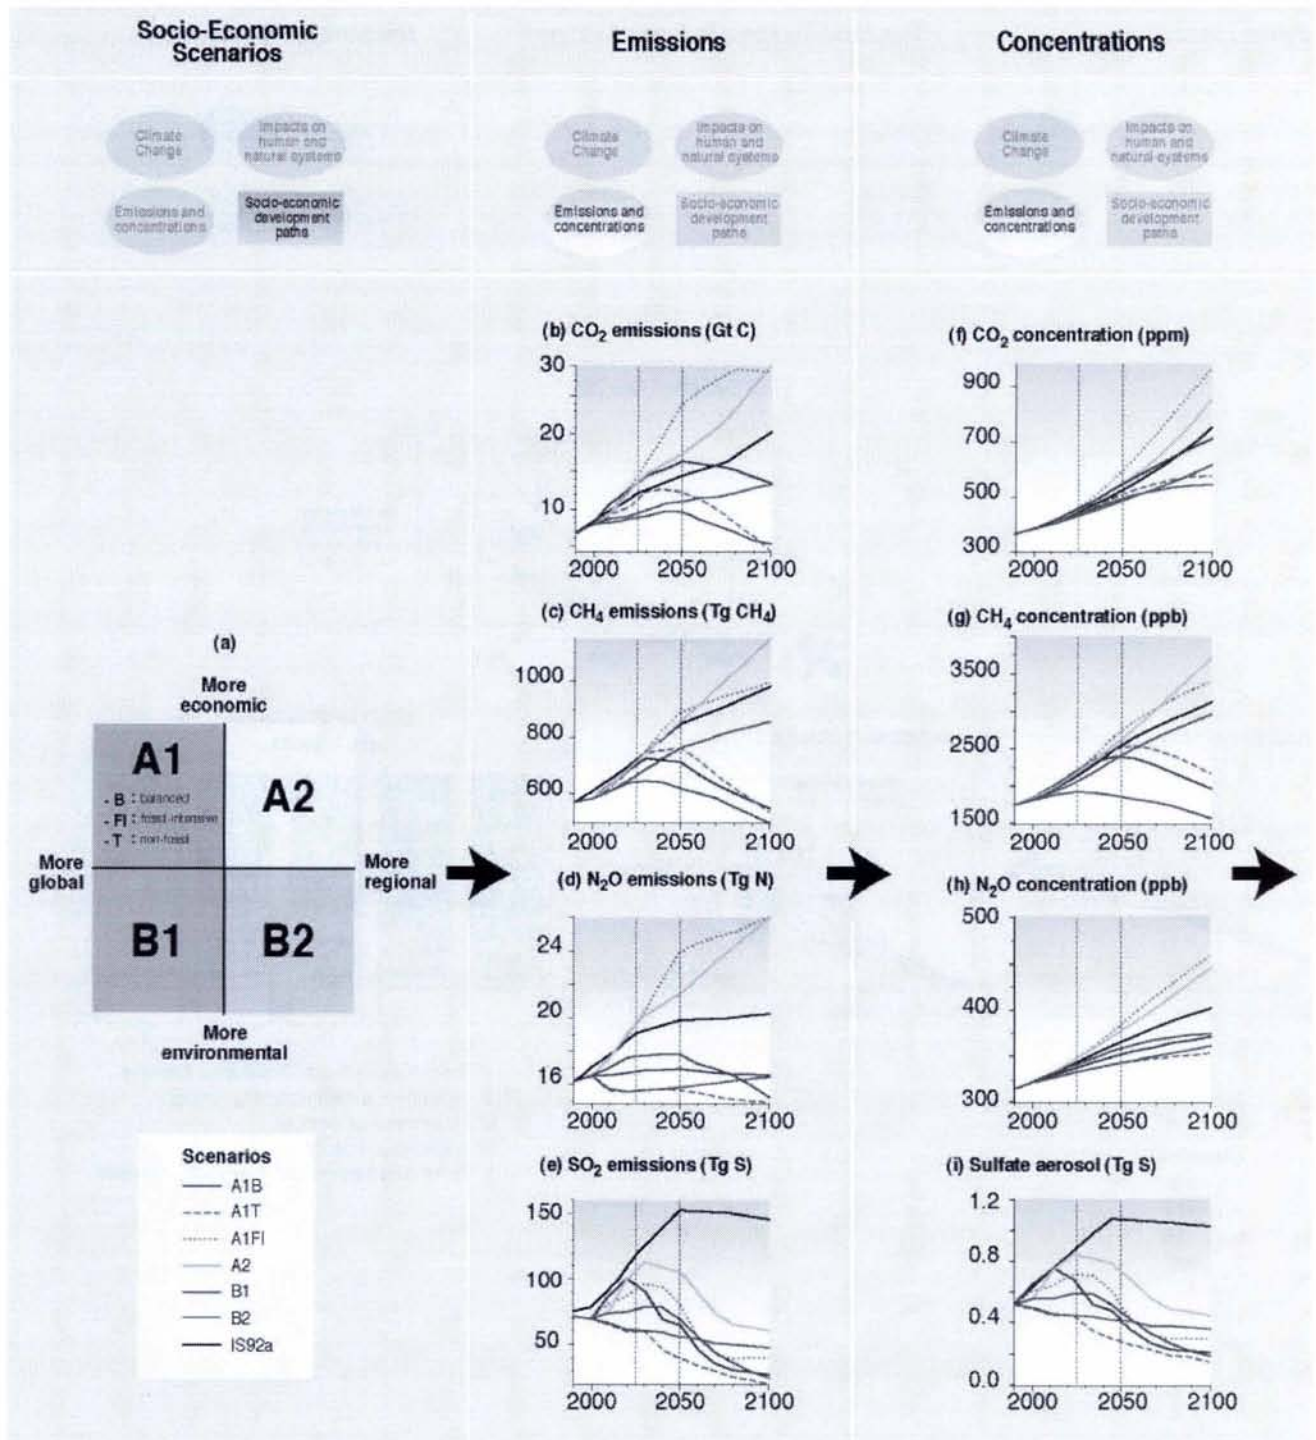 Socio-Economic
Scenarios
Emissions
Concentrations
Climate
Change
Impacts on
human and
natural systems
Emissions and
concentrations
Socio-economic
development
paths
Climate
Change
Impacts on
human and
natural systems
Emissions and
concentrations
Socio-economic
development
paths
Climate
Change
Impacts on
human and
natural systems
Emissions and
concentrations
Socio-economic
development
paths
(a)
More
economic
A1
- B : balanced
- FI : fossil-intensive
- T : non-fossil
A2
More
global
More
regional
B1
B2
More
environmental
Scenarios
A1B
A1T
A1FI
A2
B1
B2
IS92a
(b) CO₂ emissions (Gt C)
30
20
10
2000 2050 2100
(c) CH₄ emissions (Tg CH₄)
1000
800
600
2000 2050 2100
(d) N₂O emissions (Tg N)
24
20
16
2000 2050 2100
(e) SO₂ emissions (Tg S)
150
100
50
2000 2050 2100
(f) CO₂ concentration (ppm)
900
700
500
300
2000 2050 2100
(g) CH₄ concentration (ppb)
3500
2500
1500
2000 2050 2100
(h) N₂O concentration (ppb)
500
400
300
2000 2050 2100
(i) Sulfate aerosol (Tg S)
1.2
0.8
0.4
0.0
2000 2050 2100